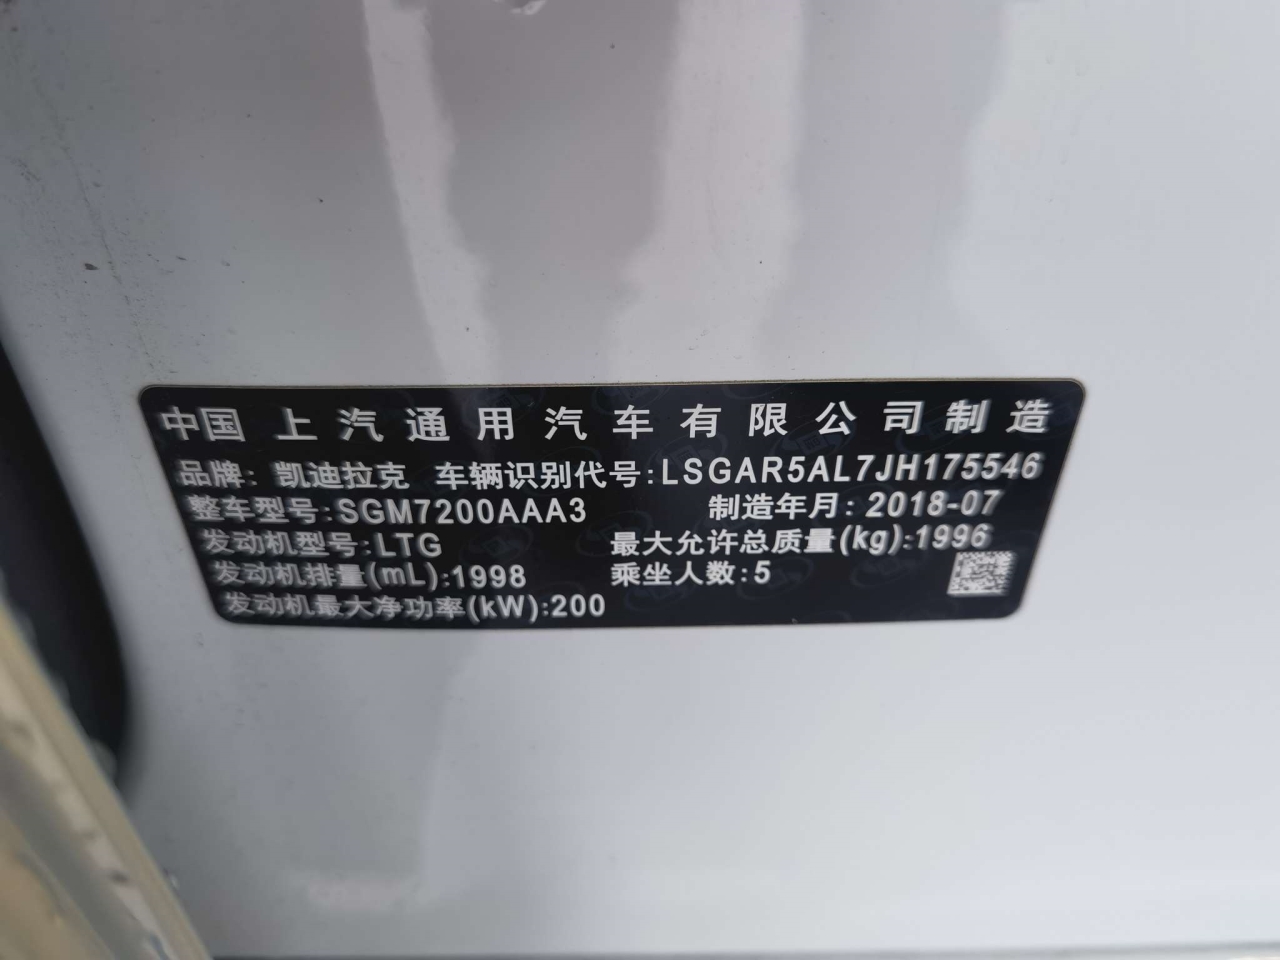 中国 上汽通用汽车有限公司制造
品牌: 凯迪拉克 车辆识别代号:LSGAR5AL7JH175546
整车型号:SGM7200AAA3 制造年月: 2018-07
发动机型号:LTG 最大允许总质量(kg):1996
发动机排量(mL):1998 乘坐人数:5
发动机最大净功率(kW):200